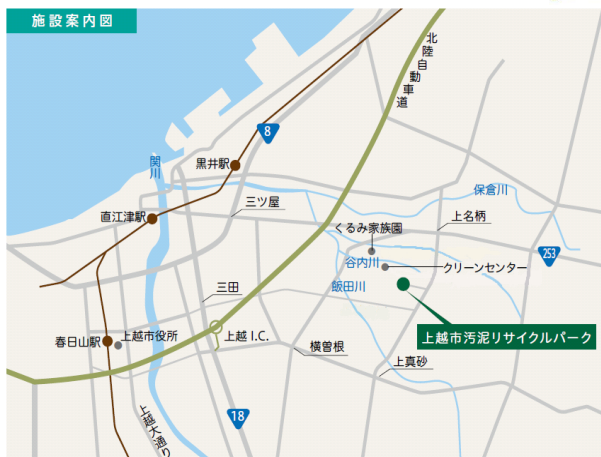 施設案内図
北陸自動車道
8
関川
黒井駅
保倉川
三ツ屋
上名柄
直江津駅
くるみ家族園
253
谷内川
クリーンセンター
飯田川
三田
上越市汚泥リサイクルパーク
春日山駅
上越市役所
上越I.C.
横曽根
上真砂
上越大通り
18